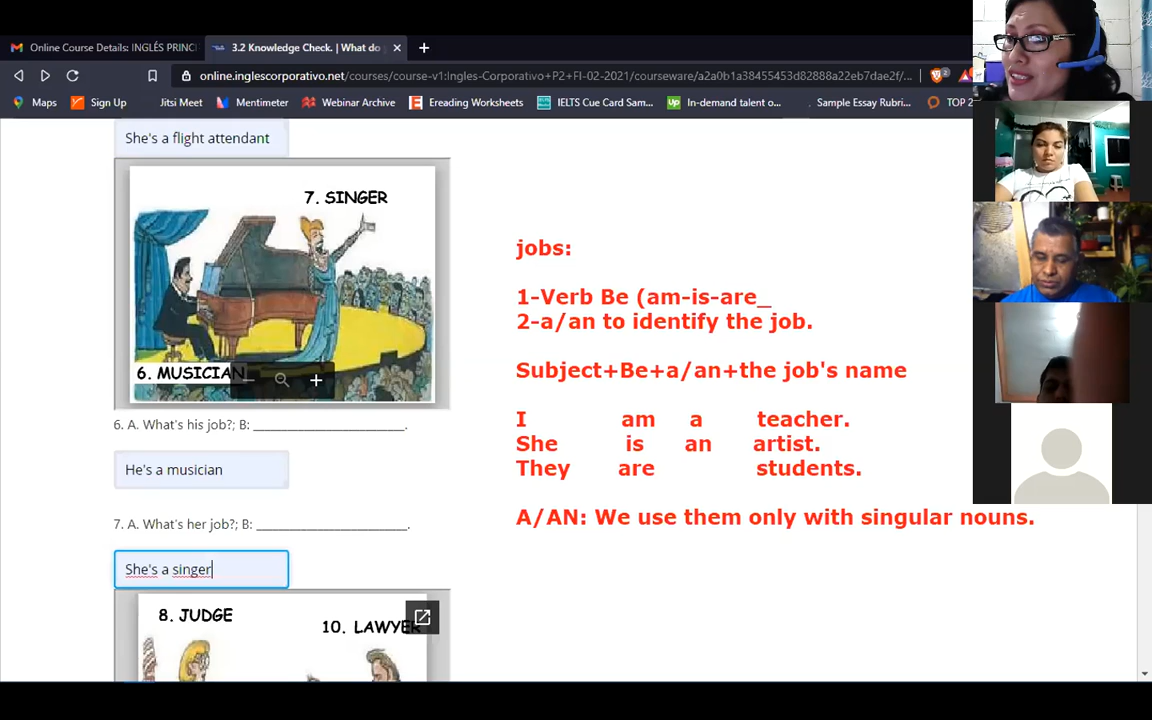 Online Course Details: INGLÉS PRINCI
3.2 Knowledge Check. | What do
online.inglescorporativo.net/courses/course-v1:Ingles-Corporativo+P2+FI-02-2021/courseware/a2a0b1a38455453d82888a22eb7dae2f/...
2
Maps
Sign Up
Jitsi Meet
Mentimeter
Webinar Archive
Ereading Worksheets
IELTS Cue Card Sam...
In-demand talent o...
Sample Essay Rubri...
TOP 2
She's a flight attendant
7. SINGER
6. MUSICIAN
6. A. What's his job?; B: ______________________.
He's a musician
7. A. What's her job?; B: ______________________.
She's a singer
8. JUDGE
10. LAWYER
jobs:
1-Verb Be (am-is-are_
2-a/an to identify the job.
Subject+Be+a/an+the job's name
I am a teacher.
She is an artist.
They are students.
A/AN: We use them only with singular nouns.